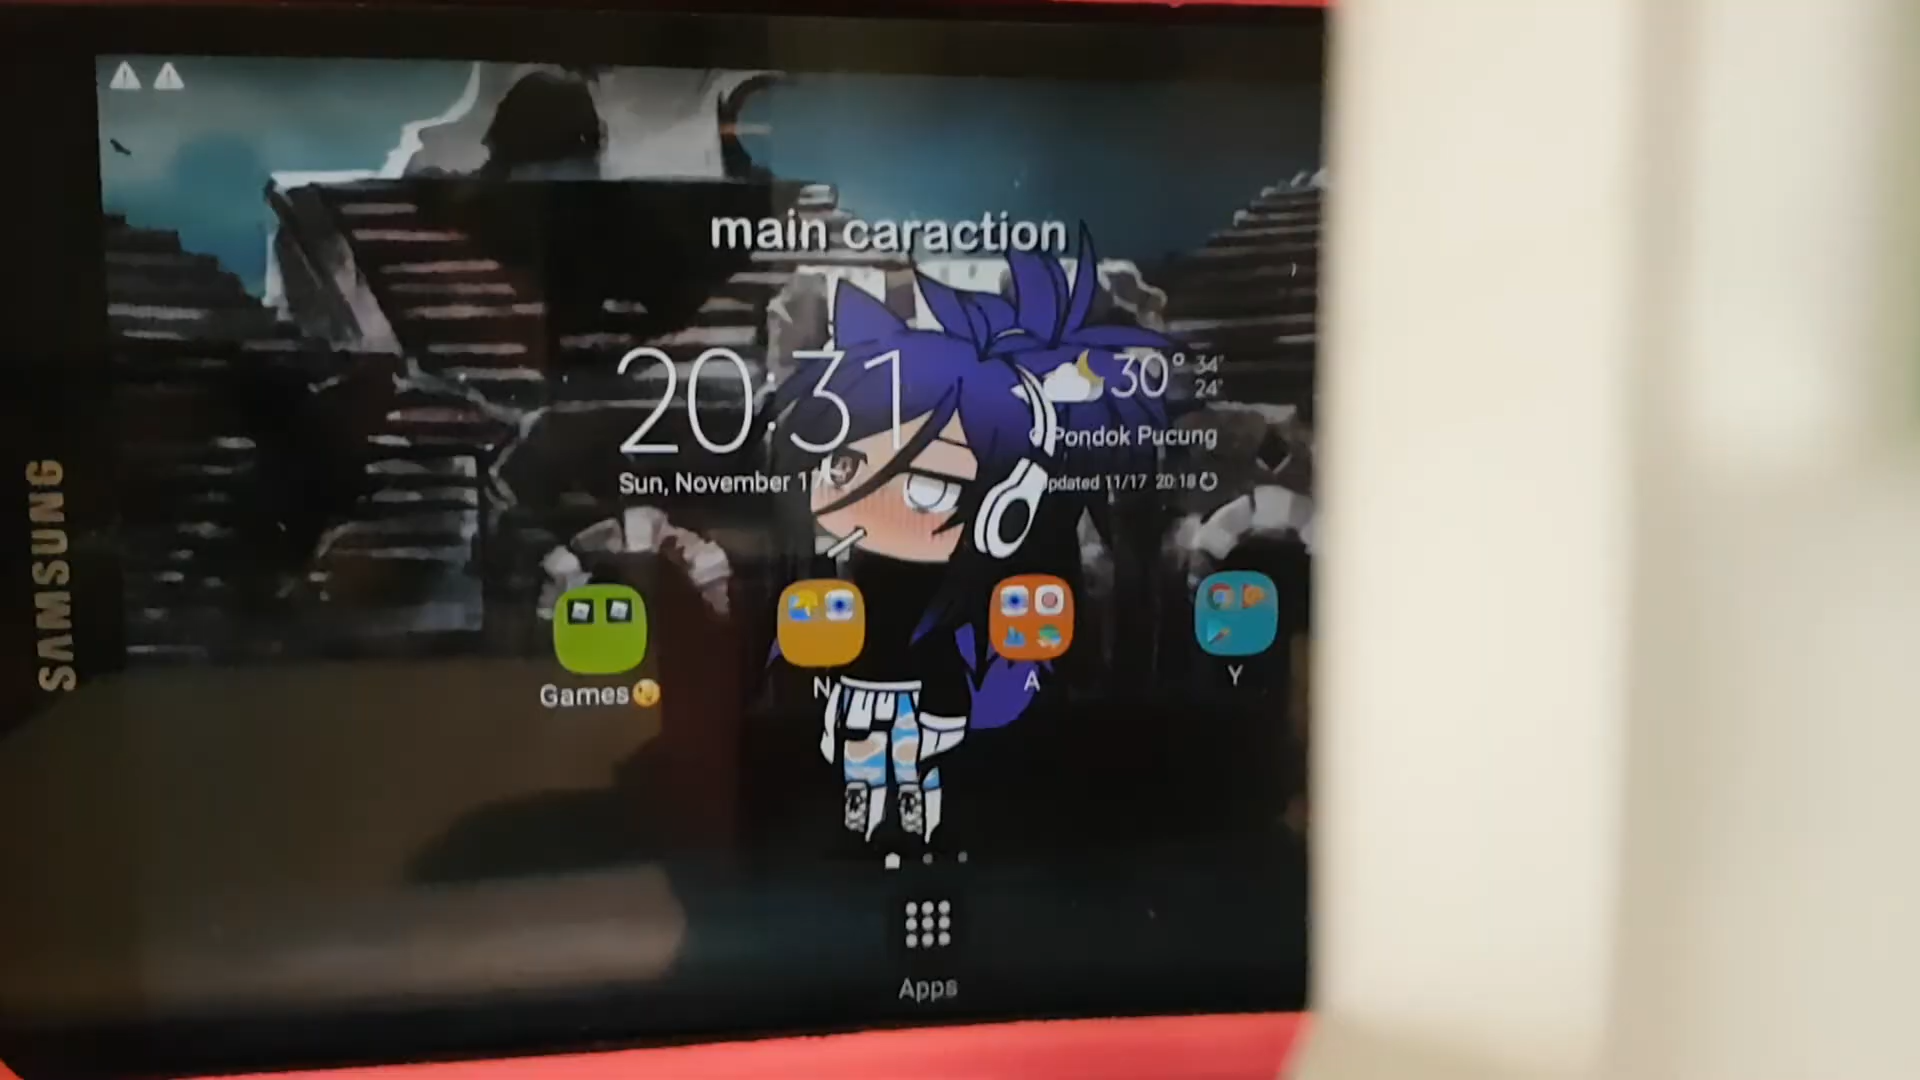 main caraction
20:31
30° 34°
24°
Pondok Pucung
Sun, November 17
pdated 11/17 20:18
SAMSUNG
Games😉
N
A
Y
Apps